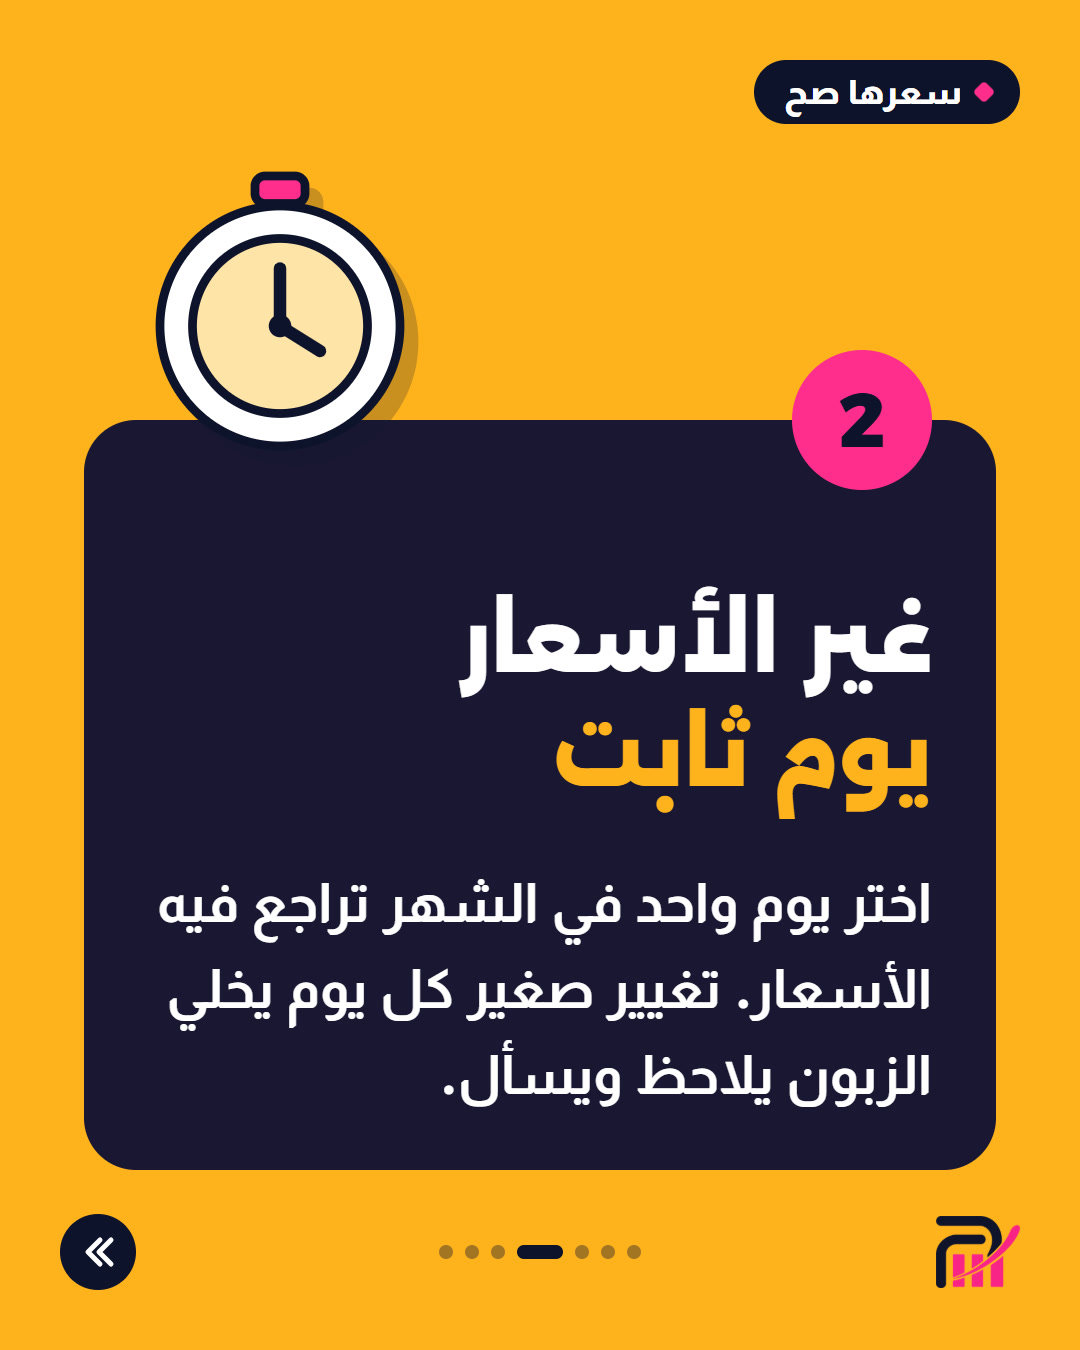 سعرها صح
2
غير الأسعار
يوم ثابت
اختر يوم واحد في الشهر تراجع فيه
الأسعار. تغيير صغير كل يوم يخلي
الزبون يلاحظ ويسأل.